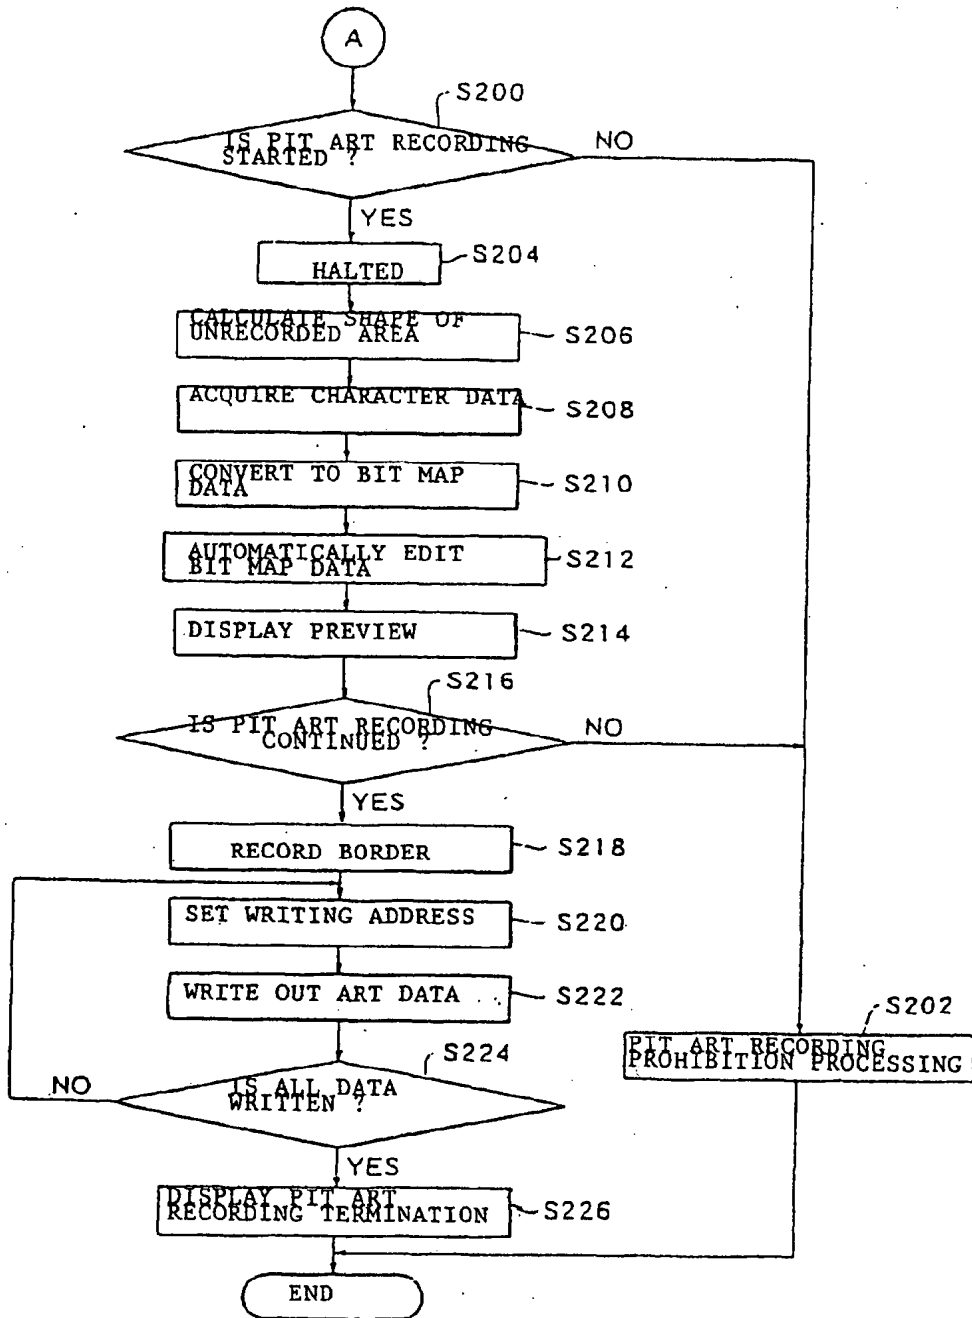 A
S200
IS PIT ART RECORDING
STARTED ?
NO
YES
S204
HALTED
CALCULATE SHAPE OF
UNRECORDED AREA
S206
ACQUIRE CHARACTER DATA
S208
CONVERT TO BIT MAP
DATA
S210
AUTOMATICALLY EDIT
BIT MAP DATA
S212
DISPLAY PREVIEW
S214
S216
IS PIT ART RECORDING
CONTINUED ?
NO
YES
RECORD BORDER
S218
SET WRITING ADDRESS
S220
WRITE OUT ART DATA
S222
S202
PIT ART RECORDING
PROHIBITION PROCESSING
S224
IS ALL DATA
WRITTEN ?
NO
YES
DISPLAY PIT ART
RECORDING TERMINATION
S226
END